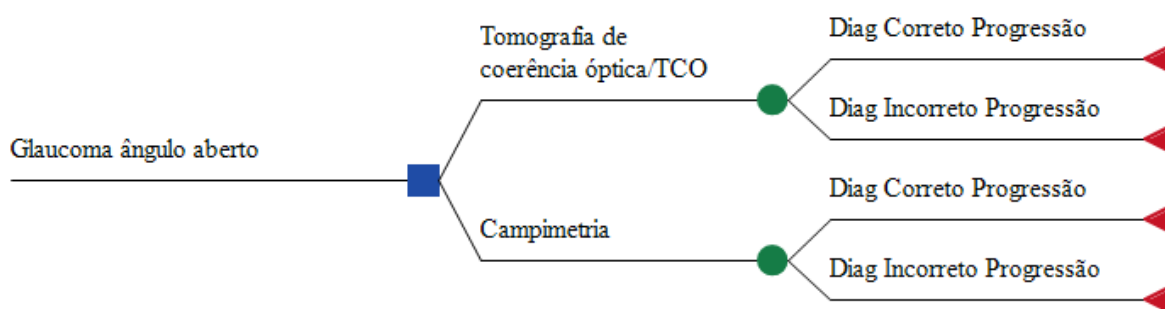 Glaucoma ângulo aberto
Tomografia de
coerência óptica/TCO
Diag Correto Progressão
Diag Incorreto Progressão
Campimetria
Diag Correto Progressão
Diag Incorreto Progressão